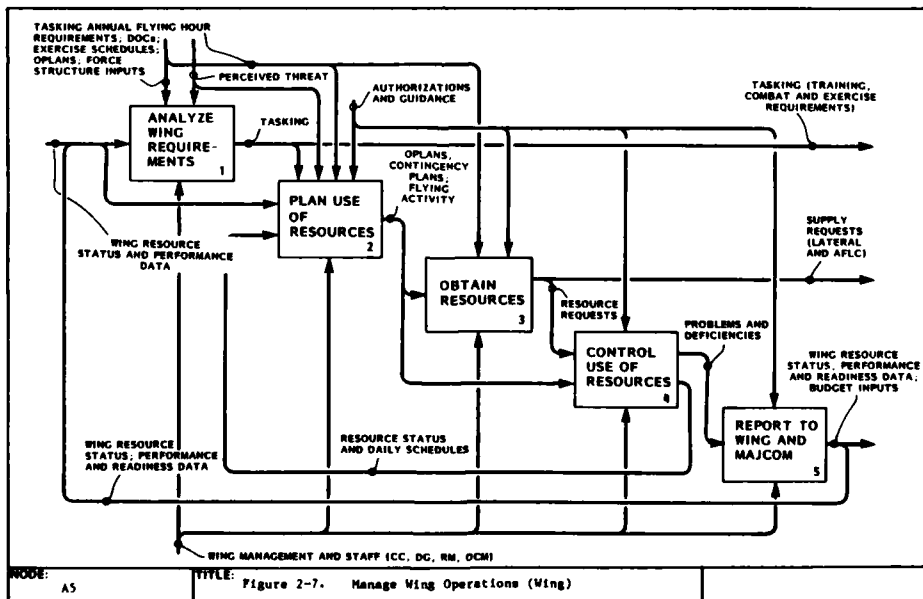 TASKING ANNUAL FLYING HOUR
REQUIREMENTS; DOCs;
EXERCISE SCHEDULES;
OPLANS; FORCE
STRUCTURE INPUTS
PERCEIVED THREAT
AUTHORIZATIONS
AND GUIDANCE
TASKING (TRAINING,
COMBAT AND EXERCISE
REQUIREMENTS)
ANALYZE
WING
REQUIRE-
MENTS
1
TASKING
OPLANS,
CONTINGENCY
PLANS;
FLYING
ACTIVITY
PLAN USE
OF
RESOURCES
2
WING RESOURCE
STATUS AND PERFORMANCE
DATA
SUPPLY
REQUESTS
(LATERAL
AND AFLC)
OBTAIN
RESOURCES
3
RESOURCE
REQUESTS
PROBLEMS AND
DEFICIENCIES
CONTROL
USE OF
RESOURCES
4
WING RESOURCE
STATUS, PERFORMANCE
AND READINESS DATA;
BUDGET INPUTS
REPORT TO
WING AND
MAJCOM
5
WING RESOURCE
STATUS; PERFORMANCE
AND READINESS DATA
RESOURCE STATUS
AND DAILY SCHEDULES
WING MANAGEMENT AND STAFF (CC, DG, RM, DCM)
NODE:
A5
TITLE: Figure 2-7. Manage Wing Operations (Wing)